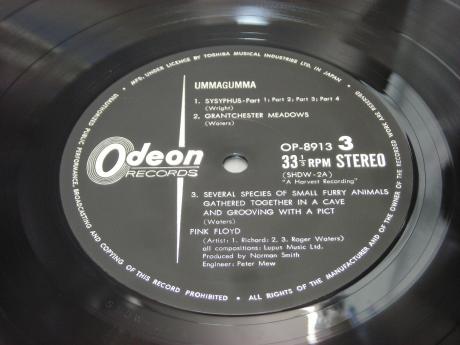 MFG. UNDER LICENCE BY TOSHIBA MUSICAL INDUSTRIES LTD. IN JAPAN • ALL RIGHTS OF THE MANUFACTURER AND OF THE OWNER OF THE RECORDED WORK ARE RESERVED • UNAUTHORIZED PUBLIC PERFORMANCE, BROADCASTING AND COPYING OF THIS RECORD PROHIBITED •
UMMAGUMMA
1. SYSYPHUS-Part 1; Part 2; Part 3; Part 4
(Wright)
2. GRANTCHESTER MEADOWS
(Waters)
Odeon
RECORDS
OP-8913 3
33⅓ RPM STEREO
(SHDW-2A)
"A Harvest Recording"
3. SEVERAL SPECIES OF SMALL FURRY ANIMALS
GATHERED TOGETHER IN A CAVE
AND GROOVING WITH A PICT
(Waters)
PINK FLOYD
(Artist: 1. Richard; 2. 3. Roger Waters)
all compositions: Lupus Music Ltd.
Produced by Norman Smith
Engineer: Peter Mew